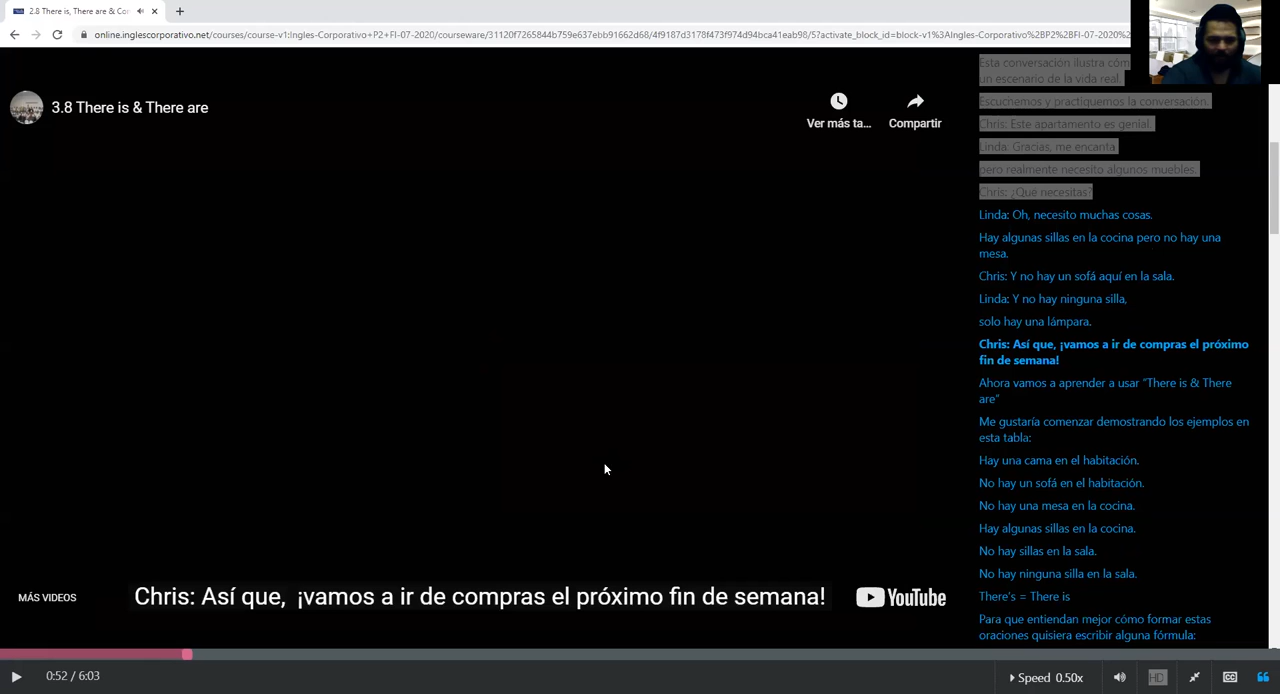 2.8 There is, There are & Co
online.inglescorporativo.net/courses/course-v1:Ingles-Corporativo+P2+FI-07-2020/courseware/31120f7265844b759e637ebb91662d68/4f9187d3178f473f974d94bca41eab98/5?activate_block_id=block-v1%3AIngles-Corporativo%2BP2%2BFI-07-2020%2
3.8 There is & There are
Ver más ta...
Compartir
Esta conversación ilustra cóm
un escenario de la vida real.
Escuchemos y practiquemos la conversación.
Chris: Este apartamento es genial.
Linda: Gracias, me encanta
pero realmente necesito algunos muebles.
Chris: ¿Qué necesitas?
Linda: Oh, necesito muchas cosas.
Hay algunas sillas en la cocina pero no hay una
mesa.
Chris: Y no hay un sofá aquí en la sala.
Linda: Y no hay ninguna silla,
solo hay una lámpara.
Chris: Así que, ¡vamos a ir de compras el próximo
fin de semana!
Ahora vamos a aprender a usar “There is & There
are”
Me gustaría comenzar demostrando los ejemplos en
esta tabla:
Hay una cama en el habitación.
No hay un sofá en el habitación.
No hay una mesa en la cocina.
Hay algunas sillas en la cocina.
No hay sillas en la sala.
No hay ninguna silla en la sala.
There's = There is
Para que entiendan mejor cómo formar estas
oraciones quisiera escribir alguna fórmula:
MÁS VIDEOS
Chris: Así que, ¡vamos a ir de compras el próximo fin de semana!
YouTube
0:52 / 6:03
Speed 0.50x
HD
CC